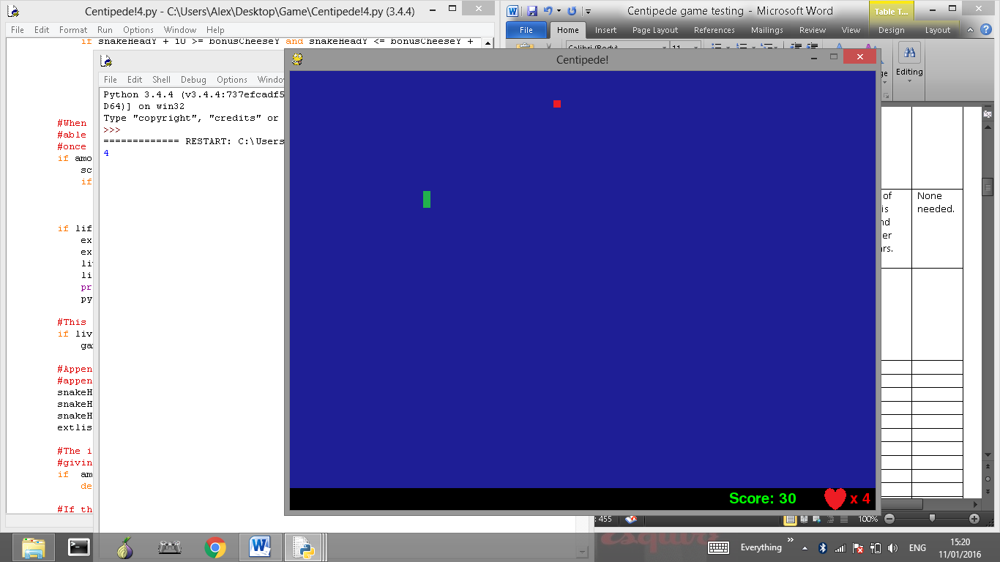 Centipede!4.py - C:\Users\Alex\Desktop\Game\Centipede!4.py (3.4.4)
File Edit Format Run Options Window Help
if snakeHeadY + 10 >= bonusCheeseY and snakeHeadY <= bonusCheeseY +
#When
#able
#once
if amo
sc
if
if lif
ex
ex
li
li
pr
py
#This
if liv
gam
#Appen
#appen
snakeH
snakeH
snakeH
extlis
#The i
#givin
if am
de
#If th
File Edit Shell Debug Options Window
Python 3.4.4 (v3.4.4:737efcadf5
D64)] on win32
Type "copyright", "credits" or
>>>
============= RESTART: C:\Users
4
Centipede game testing - Microsoft Word
Table T...
File Home Insert Page Layout References Mailings Review View Design Layout
Calibri (Body) 11
ge
Editing
Centipede!
Score: 30
x 4
of
is
nd
er
rs.
None
needed.
: 455
100%
Everything
ENG
15:20
11/01/2016